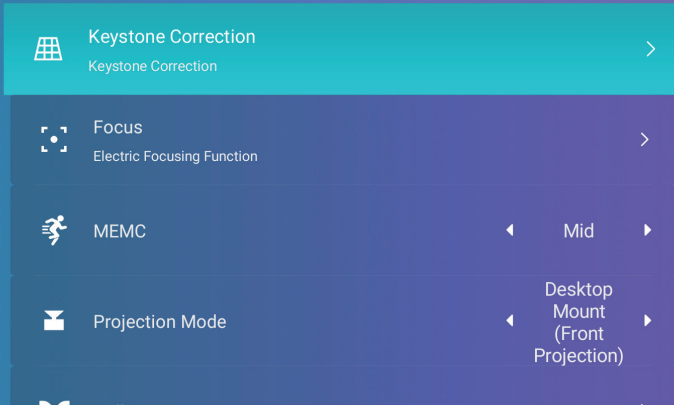 Keystone Correction
Keystone Correction
Focus
Electric Focusing Function
MEMC
Mid
Projection Mode
Desktop
Mount
(Front
Projection)